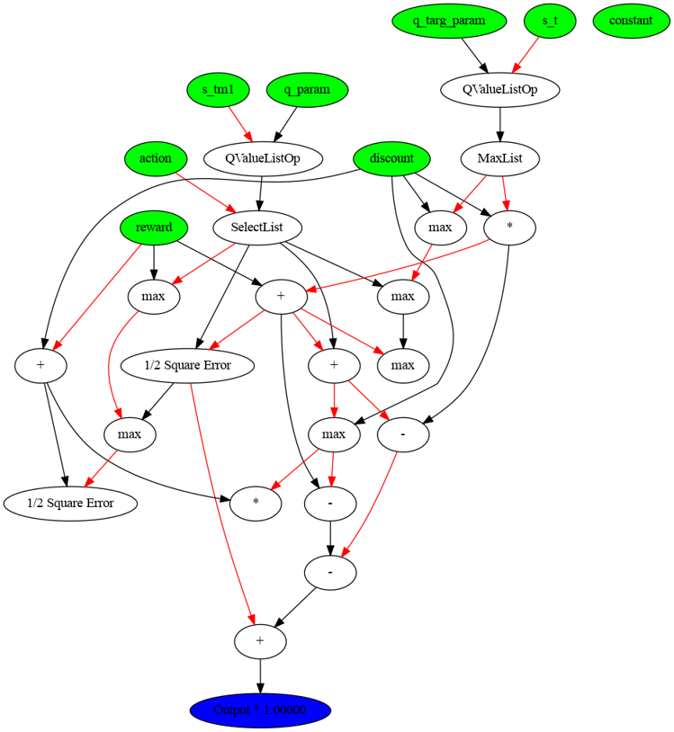 q_targ_param
s_t
constant
s_tm1
q_param
QValueListOp
action
QValueListOp
discount
MaxList
reward
SelectList
max
*
max
+
max
+
1/2 Square Error
+
max
max
max
-
1/2 Square Error
*
-
-
+
Output * 1.00000